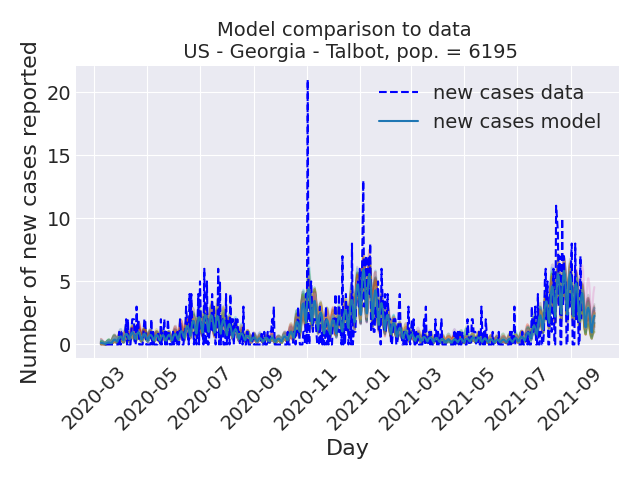 Model comparison to data
US - Georgia - Talbot, pop. = 6195
new cases data
new cases model
Number of new cases reported
20
15
10
5
0
2020-03
2020-05
2020-07
2020-09
2020-11
2021-01
2021-03
2021-05
2021-07
2021-09
Day